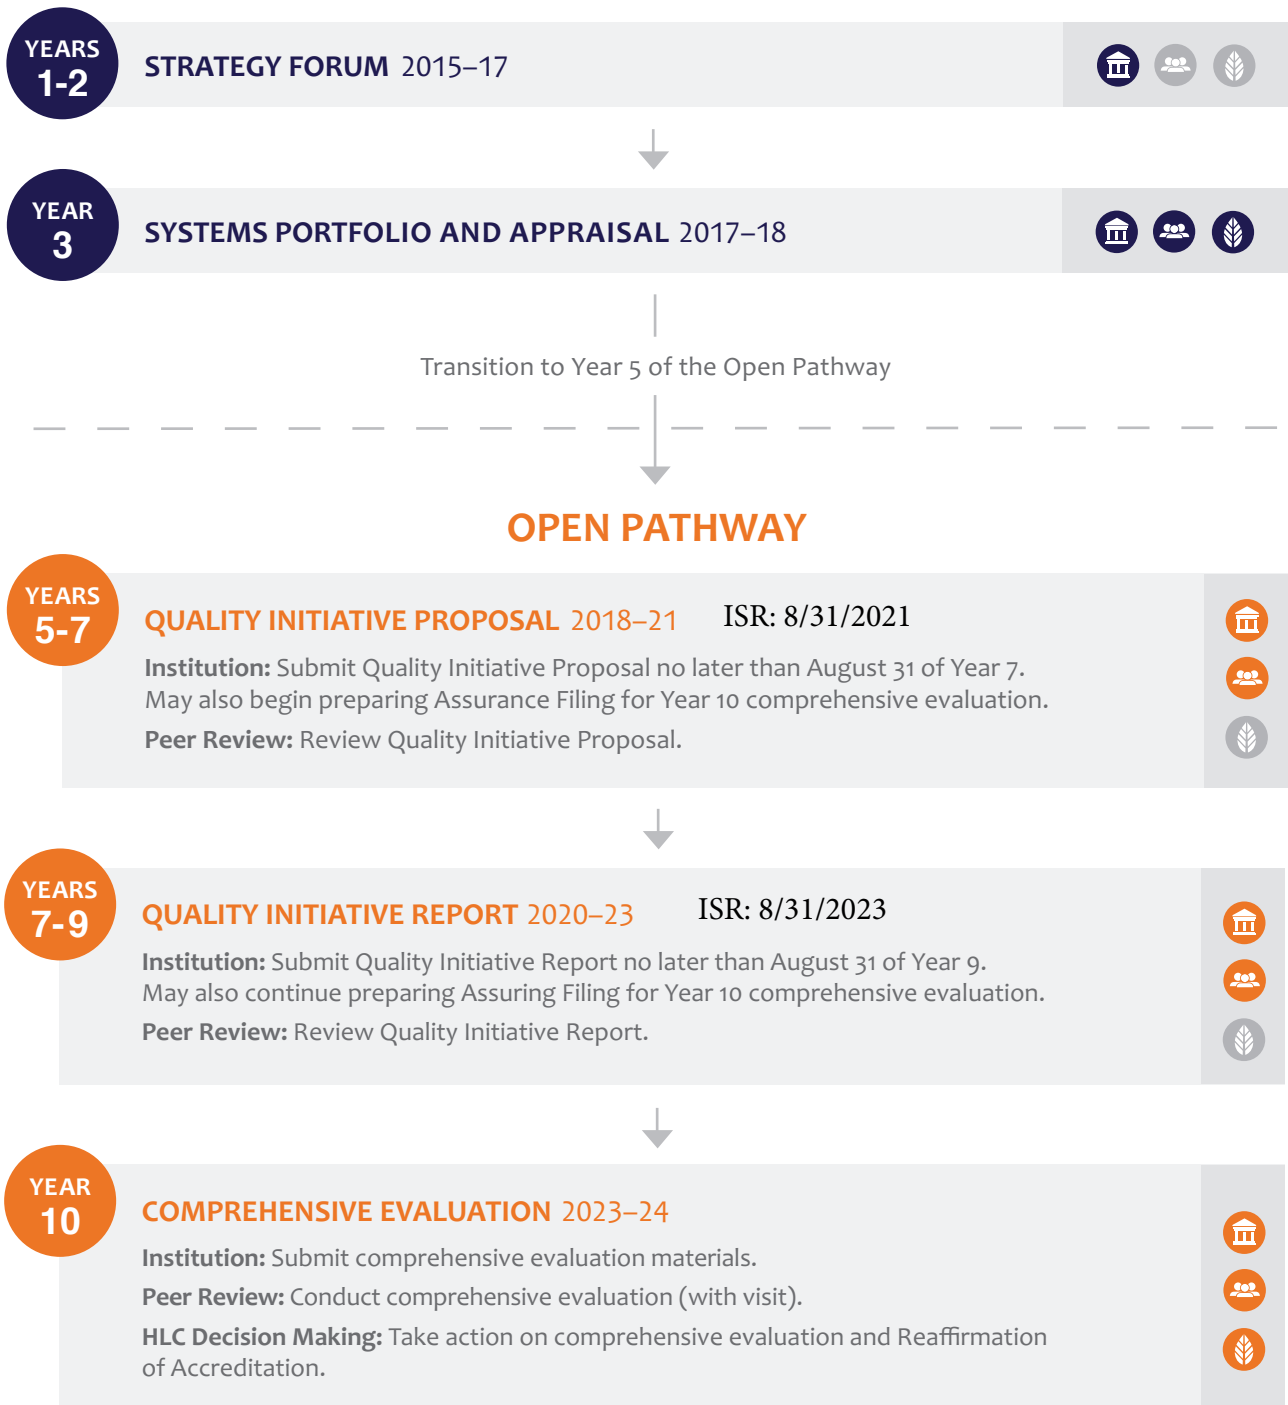 YEARS
1-2
STRATEGY FORUM 2015–17
YEAR
3
SYSTEMS PORTFOLIO AND APPRAISAL 2017–18
Transition to Year 5 of the Open Pathway
OPEN PATHWAY
YEARS
5-7
QUALITY INITIATIVE PROPOSAL 2018–21 ISR: 8/31/2021
Institution: Submit Quality Initiative Proposal no later than August 31 of Year 7.
May also begin preparing Assurance Filing for Year 10 comprehensive evaluation.
Peer Review: Review Quality Initiative Proposal.
YEARS
7-9
QUALITY INITIATIVE REPORT 2020–23 ISR: 8/31/2023
Institution: Submit Quality Initiative Report no later than August 31 of Year 9.
May also continue preparing Assuring Filing for Year 10 comprehensive evaluation.
Peer Review: Review Quality Initiative Report.
YEAR
10
COMPREHENSIVE EVALUATION 2023–24
Institution: Submit comprehensive evaluation materials.
Peer Review: Conduct comprehensive evaluation (with visit).
HLC Decision Making: Take action on comprehensive evaluation and Reaffirmation
of Accreditation.